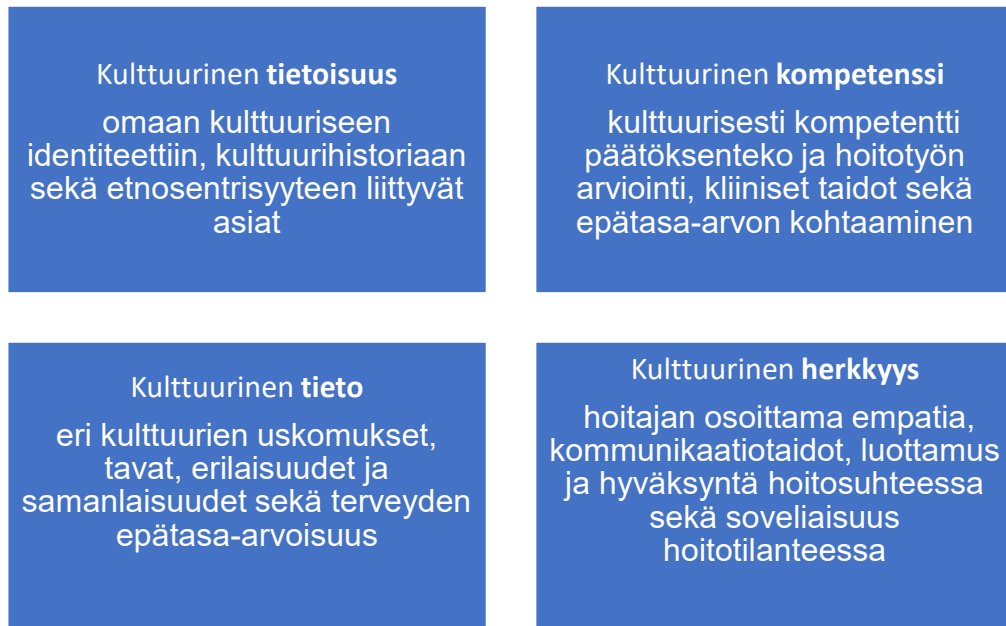 Kulttuurinen tietoisuus
omaan kulttuuriseen
identiteettiin, kulttuurihistoriaan
sekä etnosentrisyyteen liittyvät
asiat
Kulttuurinen kompetenssi
kulttuurisesti kompetentti
päätöksenteko ja hoitotyön
arviointi, kliiniset taidot sekä
epätasa-arvon kohtaaminen
Kulttuurinen tieto
eri kulttuurien uskomukset,
tavat, erilaisuudet ja
samanlaisuudet sekä terveyden
epätasa-arvoisuus
Kulttuurinen herkkyys
hoitajan osoittama empatia,
kommunikaatiotaidot, luottamus
ja hyväksyntä hoitosuhteessa
sekä soveliaisuus
hoitotilanteessa